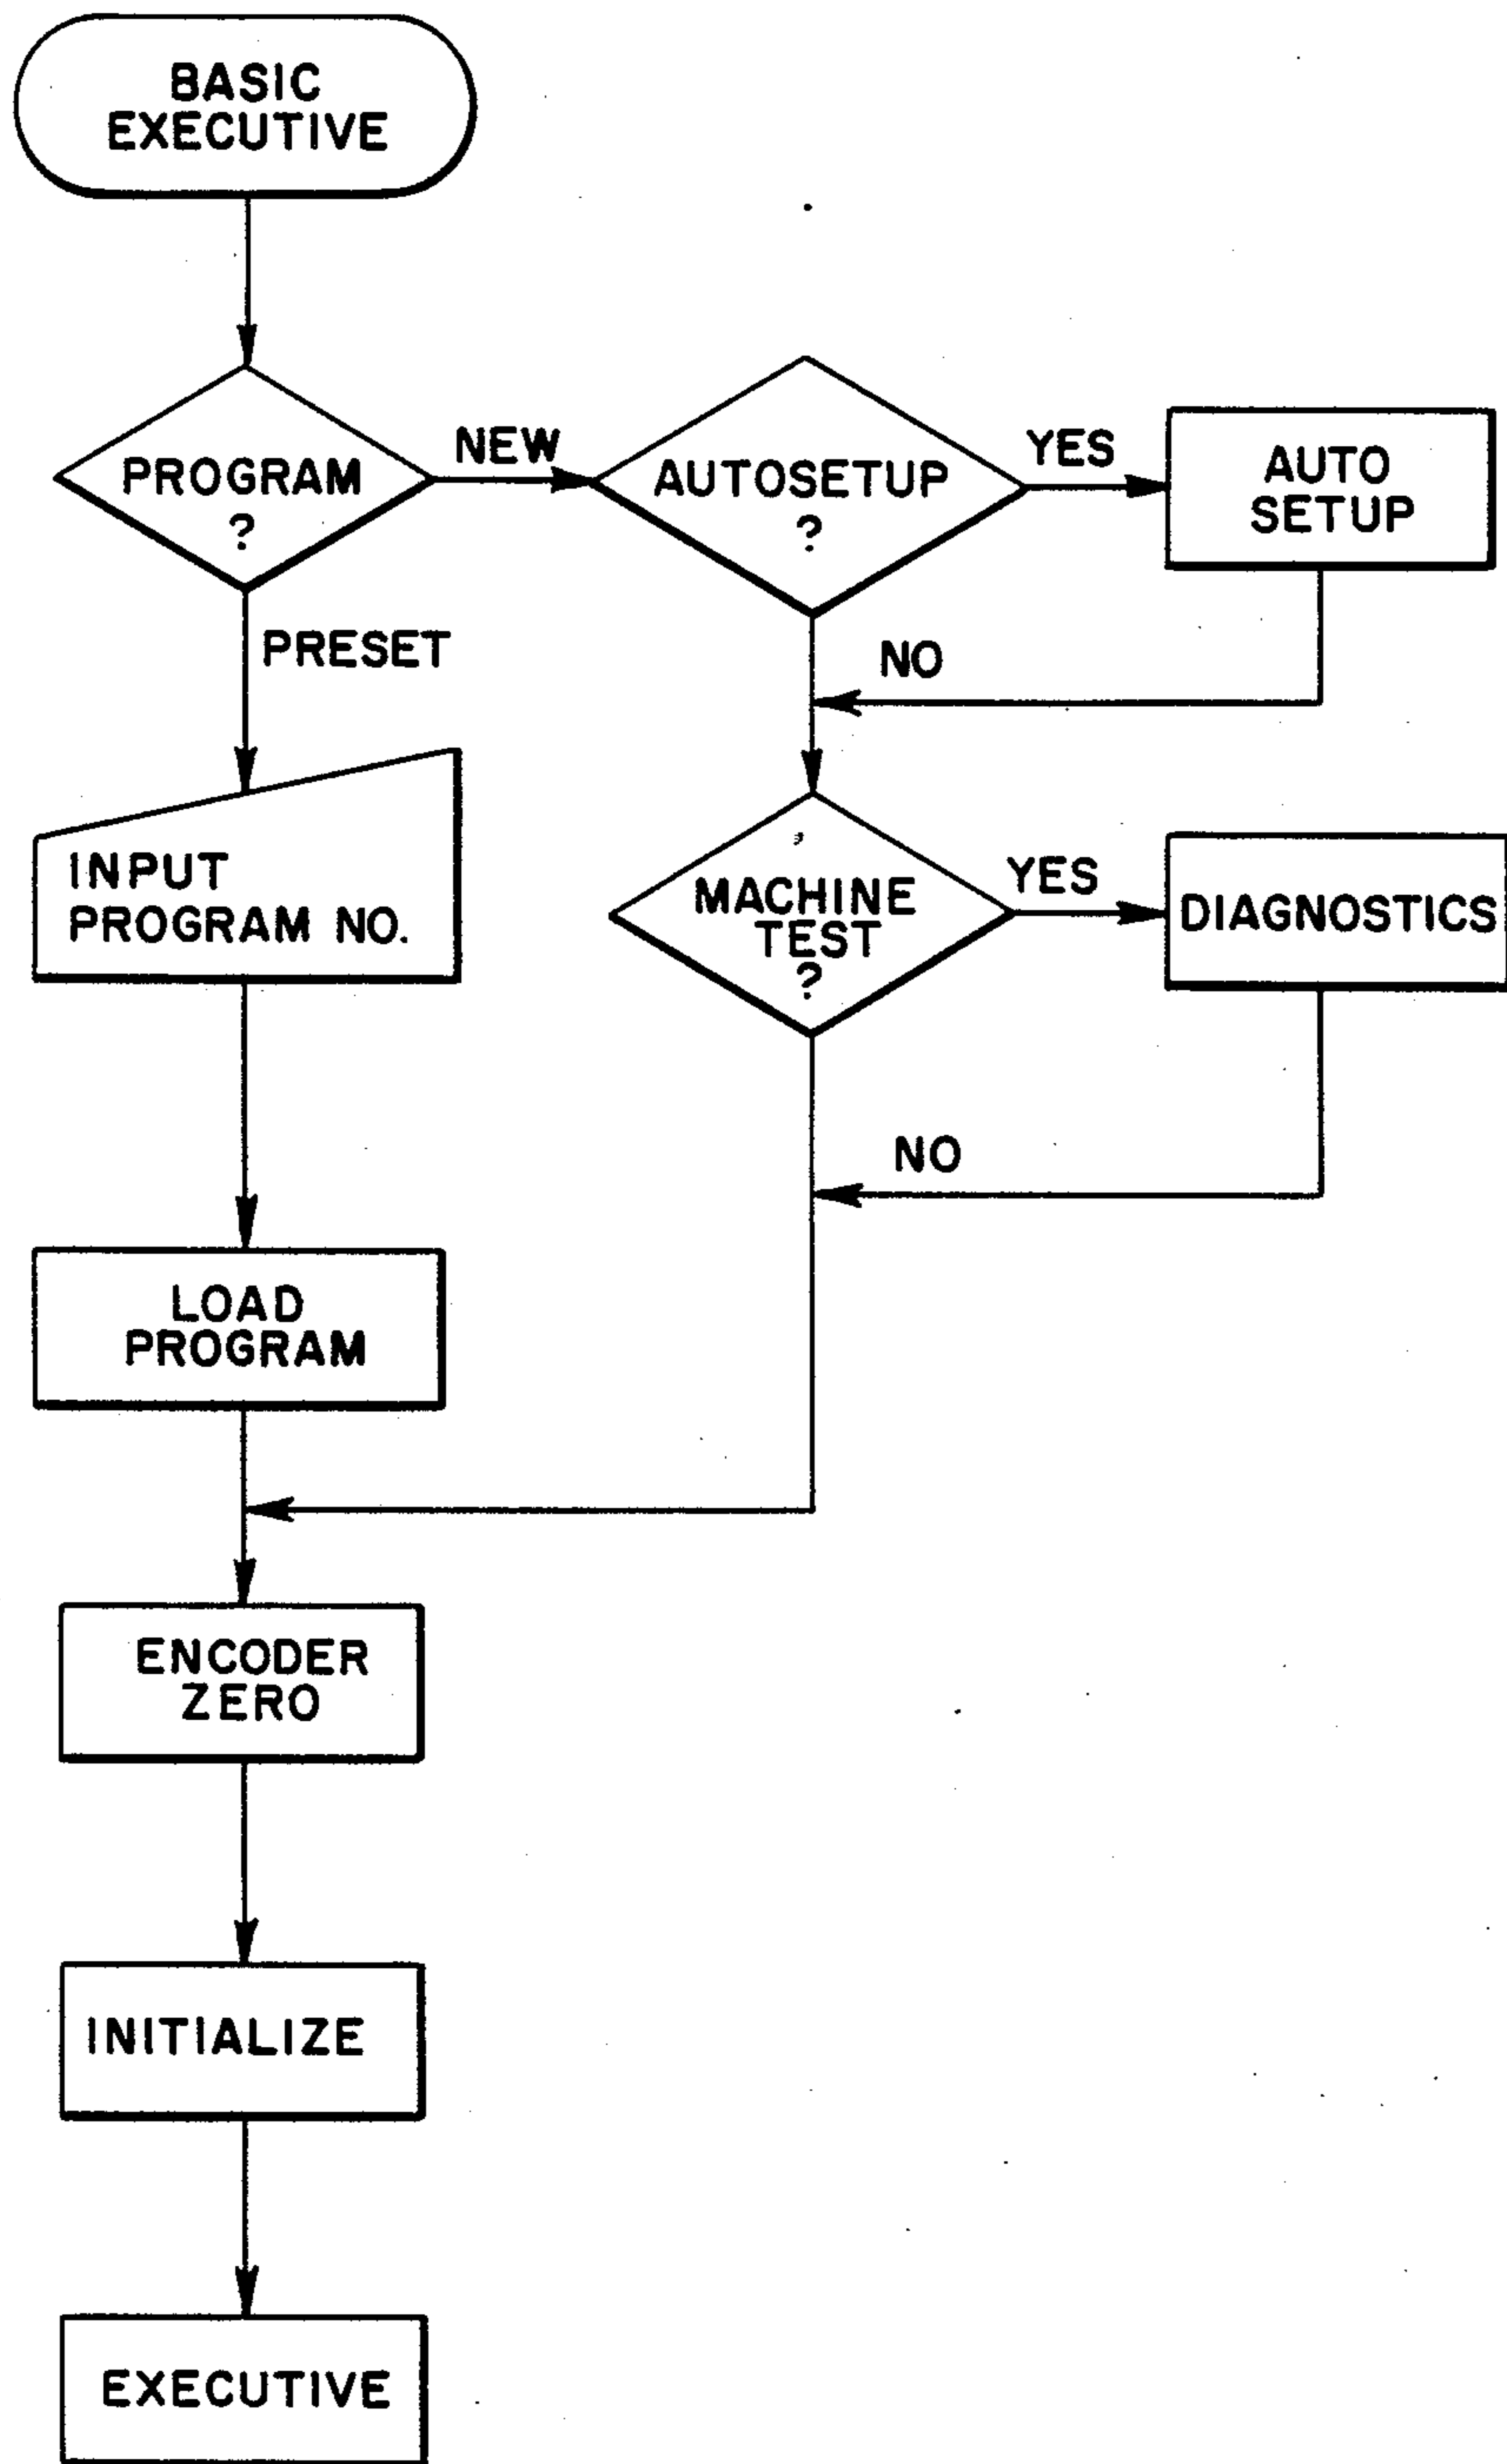 BASIC
EXECUTIVE
PROGRAM
?
NEW
AUTOSETUP
?
YES
AUTO
SETUP
PRESET
NO
INPUT
PROGRAM NO.
MACHINE
TEST
?
YES
DIAGNOSTICS
NO
LOAD
PROGRAM
ENCODER
ZERO
INITIALIZE
EXECUTIVE